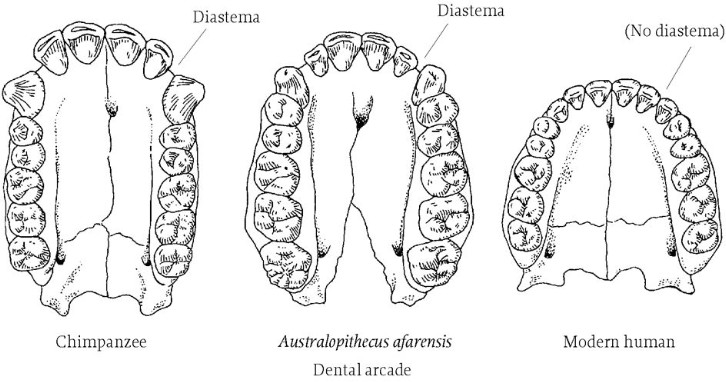 Diastema
Diastema
(No diastema)
Chimpanzee
Australopithecus afarensis
Modern human
Dental arcade